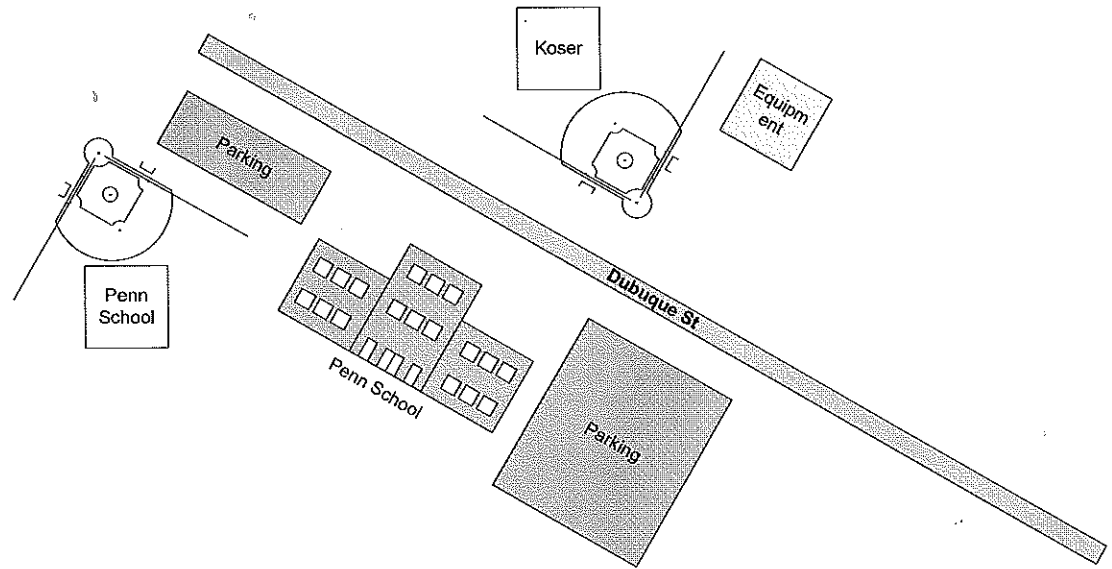 Koser
Equipm
ent
Parking
Penn
School
Dubuque St
Penn School
Parking